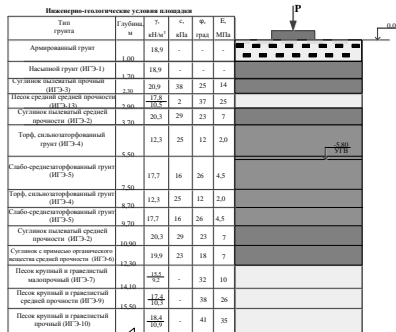 Инженерно-геологические условия площадки
P
0.0
Тип грунта Глубина, м γ, кН/м³ с, кПа φ, град E, МПа
Армированный грунт 1.00 18,9 - - -
Насыпной грунт (ИГЭ-1) 18,9 - - -
2.30
Суглинок пылеватый прочный (ИГЭ-3) 20,9 38 25 14
Песок средний средней прочности (ИГЭ-13) 2.90 17,8 10,5 2 37 25
Суглинок пылеватый средней прочности (ИГЭ-2) 3.70 20,3 29 23 7
Торф, сильнозаторфованный грунт (ИГЭ-4) 5.50 12,3 25 12 2,0
-5.80
УГВ
Слабо-среднезаторфованный грунт (ИГЭ-5) 7.50 17,7 16 26 4,5
Торф, сильнозаторфованный грунт (ИГЭ-4) 8.70 12,3 25 12 2,0
Слабо-среднезаторфованный грунт (ИГЭ-5) 9.70 17,7 16 26 4,5
Суглинок пылеватый средней прочности (ИГЭ-2) 10.90 20,3 29 23 7
Суглинок с примесью органического вещества средней прочности (ИГЭ-6) 12.30 19,9 23 18 7
Песок крупный и гравелистый малопрочный (ИГЭ-7) 14.10 15,5 9,2 - 32 10
Песок крупный и гравелистый средней прочности (ИГЭ-9) 15.50 17,4 10,3 - 38 26
Песок крупный и гравелистый прочный (ИГЭ-10) 18,4 10,9 - 41 35